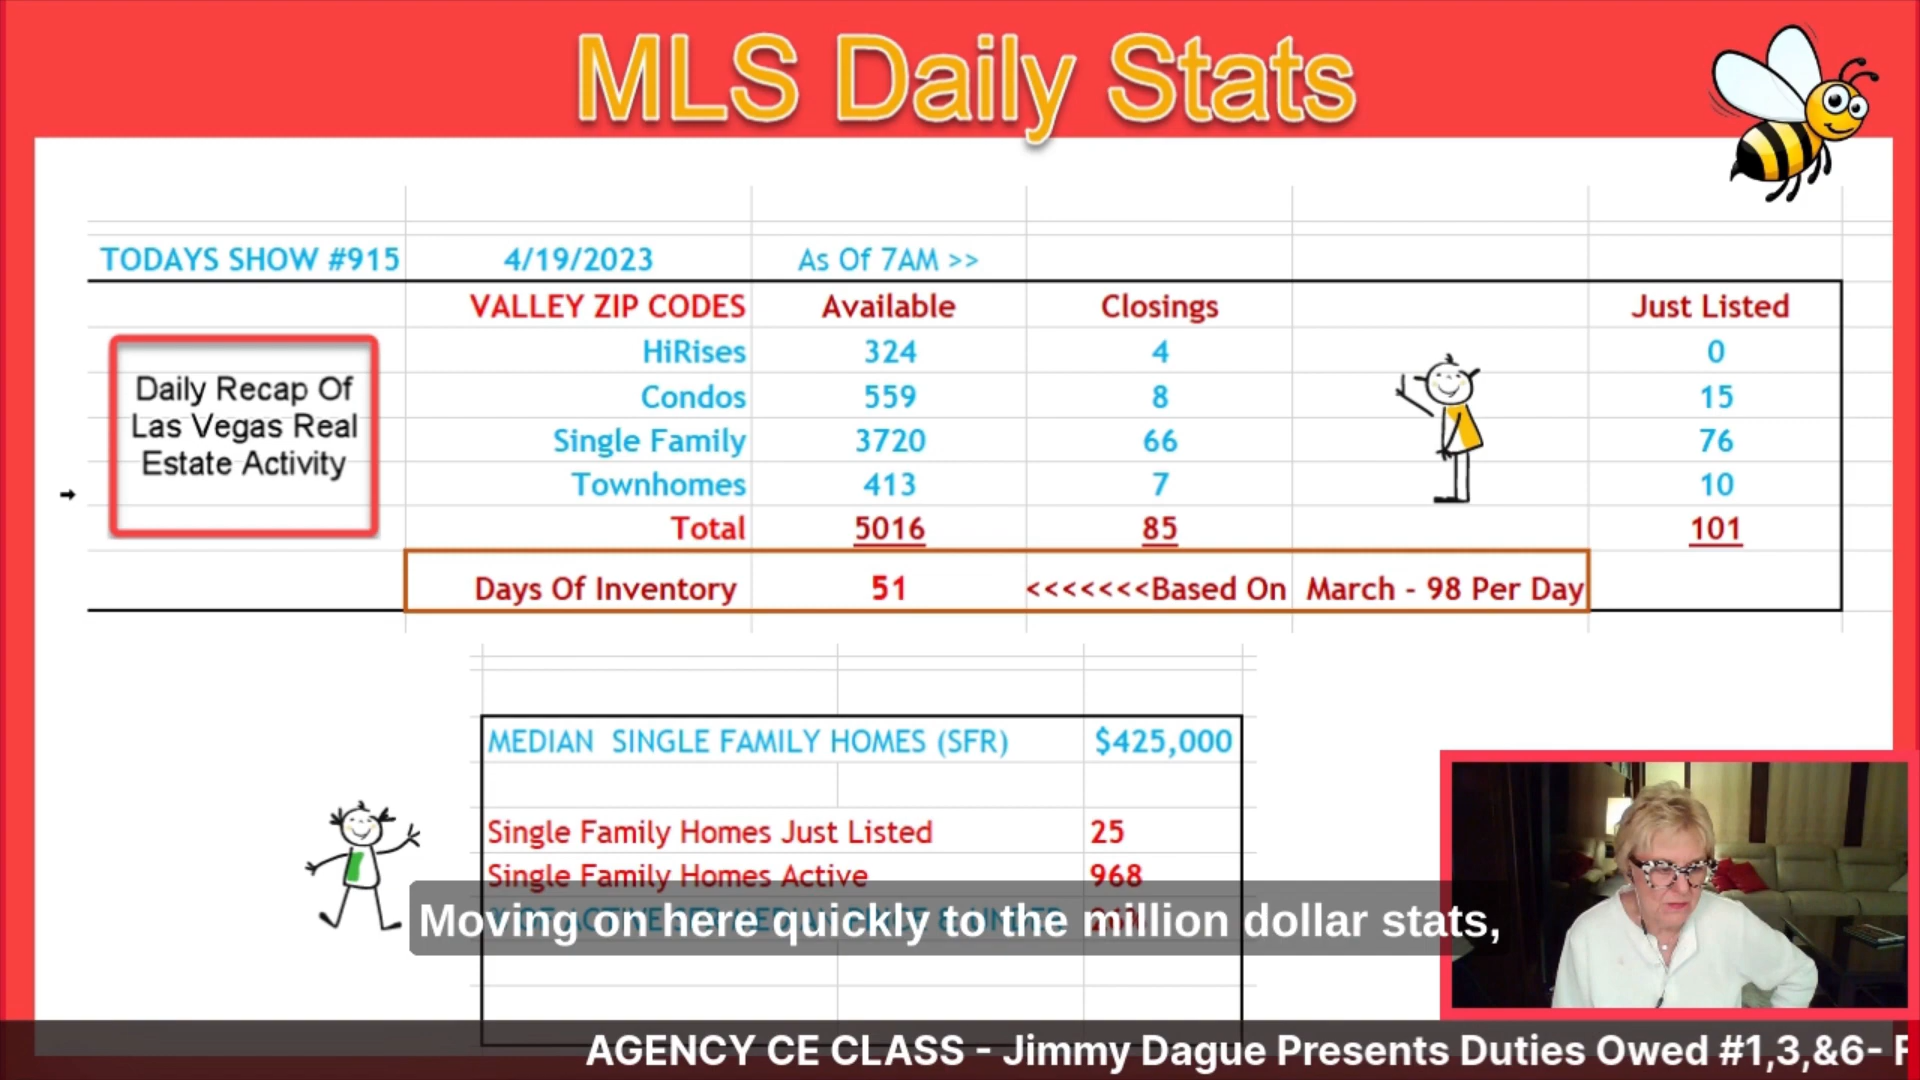 MLS Daily Stats
TODAYS SHOW #915 4/19/2023 As Of 7AM >>
VALLEY ZIP CODES Available Closings Just Listed
HiRises 324 4 0
Condos 559 8 15
Single Family 3720 66 76
Townhomes 413 7 10
Total 5016 85 101
Daily Recap Of
Las Vegas Real
Estate Activity
Days Of Inventory 51 <<<<<<<Based On March - 98 Per Day
MEDIAN SINGLE FAMILY HOMES (SFR) $425,000
Single Family Homes Just Listed 25
Single Family Homes Active 968
Moving on here quickly to the million dollar stats,
AGENCY CE CLASS - Jimmy Dague Presents Duties Owed #1,3,&6-